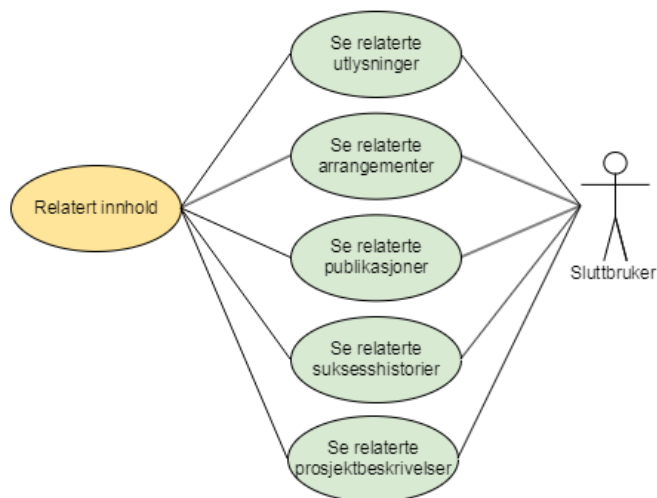 Se relaterte
utlysninger
Se relaterte
arrangementer
Relatert innhold
Se relaterte
publikasjoner
Sluttbruker
Se relaterte
suksesshistorier
Se relaterte
prosjektbeskrivelser